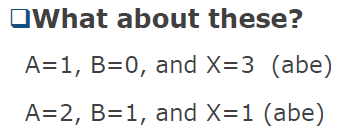 ❑What about these?
A=1, B=0, and X=3 (abe)
A=2, B=1, and X=1 (abe)